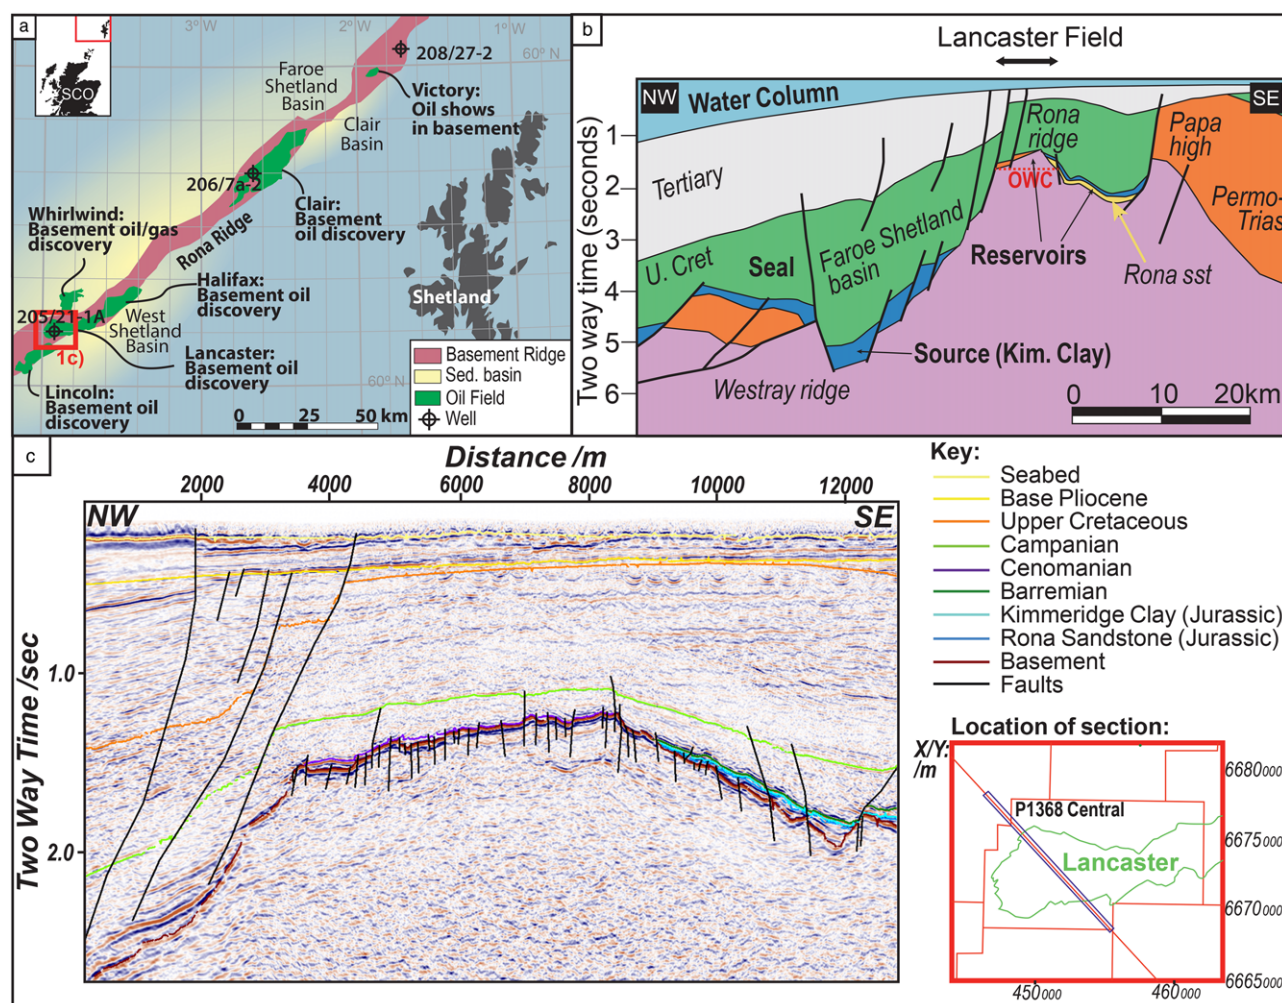 a
SCO
3° W
2° W
1° W
60° N
208/27-2
Faroe
Shetland
Basin
Victory:
Oil shows
in basement
Clair
Basin
206/7a-2
Clair:
Basement
oil discovery
Whirlwind:
Basement oil/gas
discovery
Rona Ridge
Halifax:
Basement oil
discovery
Shetland
205/21-1A
West
Shetland
Basin
1c)
Lancaster:
Basement oil
discovery
Lincoln:
Basement oil
discovery
60° N
Basement Ridge
Sed. basin
Oil Field
Well
0 25 50 km
b
Lancaster Field
NW
SE
Water Column
Two way time (seconds)
1
2
3
4
5
6
Tertiary
Rona
ridge
Papa
high
OWC
Permo-
Trias
U. Cret
Seal
Faroe Shetland
basin
Reservoirs
Rona sst
Source (Kim. Clay)
Westray ridge
0 10 20km
c
Distance /m
2000 4000 6000 8000 10000 12000
NW
SE
Two Way Time /sec
1.0
2.0
Key:
Seabed
Base Pliocene
Upper Cretaceous
Campanian
Cenomanian
Barremian
Kimmeridge Clay (Jurassic)
Rona Sandstone (Jurassic)
Basement
Faults
Location of section:
X/Y:
/m
P1368 Central
Lancaster
6680000
6675000
6670000
6665000
450000 460000